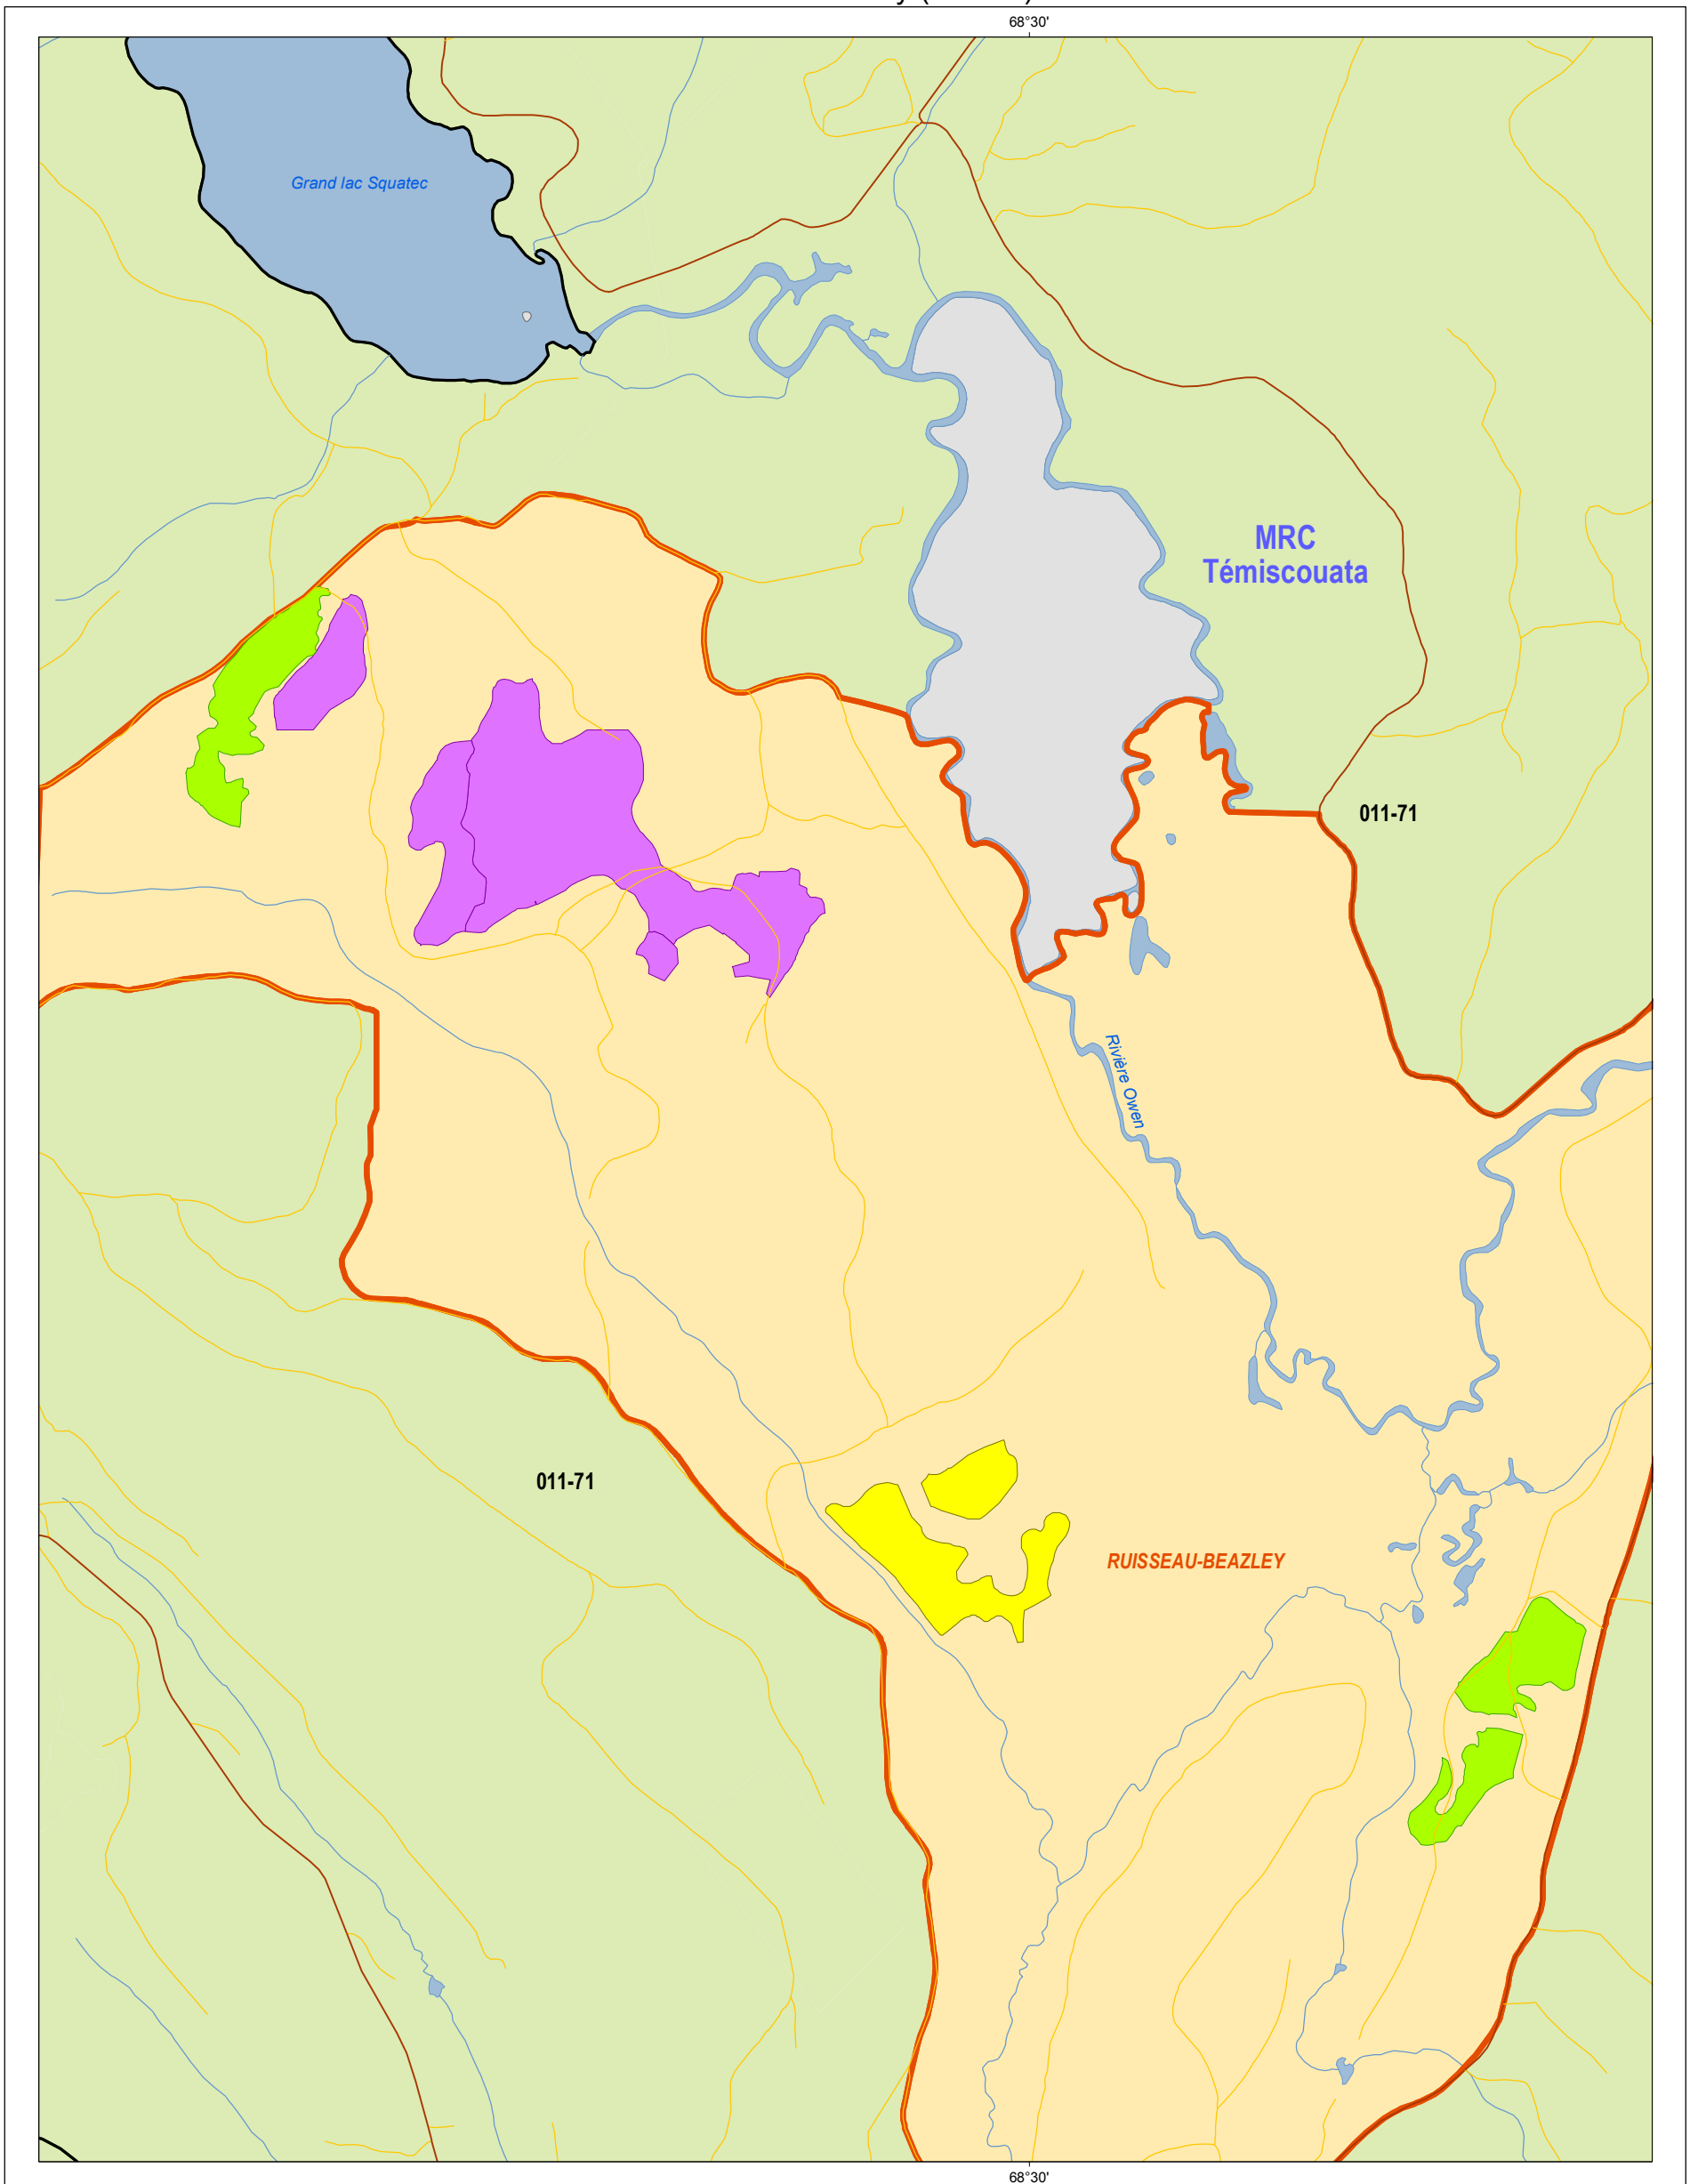 68°30'
Grand lac Squatec
MRC
Témiscouata
011-71
Rivière Owen
011-71
RUISSEAU-BEAZLEY
68°30'